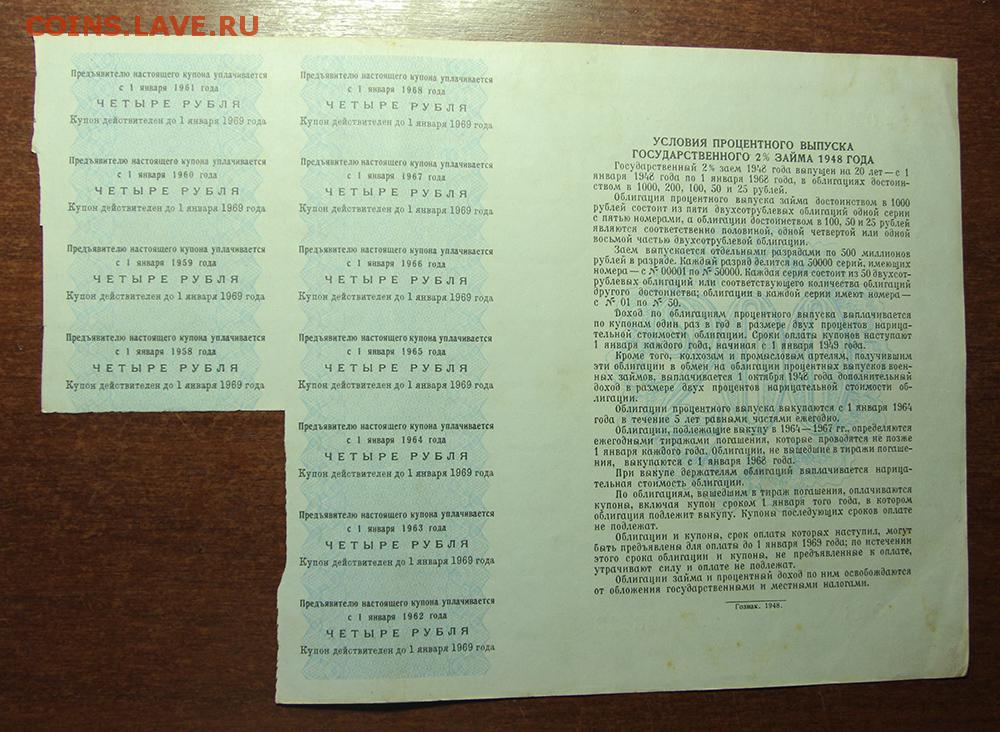 COINS.LAVE.RU
Предъявителю настоящего купона уплачивается
с 1 января 1961 года
ЧЕТЫРЕ РУБЛЯ
Купон действителен до 1 января 1969 года
Предъявителю настоящего купона уплачивается
с 1 января 1960 года
ЧЕТЫРЕ РУБЛЯ
Купон действителен до 1 января 1969 года
Предъявителю настоящего купона уплачивается
с 1 января 1959 года
ЧЕТЫРЕ РУБЛЯ
Купон действителен до 1 января 1969 года
Предъявителю настоящего купона уплачивается
с 1 января 1958 года
ЧЕТЫРЕ РУБЛЯ
Купон действителен до 1 января 1969 года
Предъявителю настоящего купона уплачивается
с 1 января 1968 года
ЧЕТЫРЕ РУБЛЯ
Купон действителен до 1 января 1969 года
Предъявителю настоящего купона уплачивается
с 1 января 1967 года
ЧЕТЫРЕ РУБЛЯ
Купон действителен до 1 января 1969 года
Предъявителю настоящего купона уплачивается
с 1 января 1966 года
ЧЕТЫРЕ РУБЛЯ
Купон действителен до 1 января 1969 года
Предъявителю настоящего купона уплачивается
с 1 января 1965 года
ЧЕТЫРЕ РУБЛЯ
Купон действителен до 1 января 1969 года
Предъявителю настоящего купона уплачивается
с 1 января 1964 года
ЧЕТЫРЕ РУБЛЯ
Купон действителен до 1 января 1969 года
Предъявителю настоящего купона уплачивается
с 1 января 1963 года
ЧЕТЫРЕ РУБЛЯ
Купон действителен до 1 января 1969 года
Предъявителю настоящего купона уплачивается
с 1 января 1962 года
ЧЕТЫРЕ РУБЛЯ
Купон действителен до 1 января 1969 года
УСЛОВИЯ ПРОЦЕНТНОГО ВЫПУСКА
ГОСУДАРСТВЕННОГО 2% ЗАЙМА 1948 ГОДА
Государственный 2% заем 1948 года выпущен на 20 лет — с 1
января 1948 года по 1 января 1968 года, в облигациях достоин-
ством в 1000, 200, 100, 50 и 25 рублей.
Облигация процентного выпуска займа достоинством в 1000
рублей состоит из пяти двухсотрублевых облигаций одной серии
с пятью номерами, а облигации достоинством в 100, 50 и 25 рублей
являются соответственно половиной, одной четвертой или одной
восьмой частью двухсотрублевой облигации.
Заем выпускается отдельными разрядами по 500 миллионов
рублей в разряде. Каждый разряд делится на 50000 серий, имеющих
номера — с № 00001 по № 50000. Каждая серия состоит из 50 двухсот-
рублевых облигаций или соответствующего количества облигаций
другого достоинства; облигации в каждой серии имеют номера —
с № 01 по № 50.
Доход по облигациям процентного выпуска выплачивается
по купонам один раз в год в размере двух процентов нарица-
тельной стоимости облигации. Сроки оплаты купонов наступают
1 января каждого года, начиная с 1 января 1949 года.
Кроме того, колхозам и промысловым артелям, получившим
эти облигации в обмен на облигации процентных выпусков воен-
ных займов, выплачивается 1 октября 1948 года дополнительный
доход в размере двух процентов нарицательной стоимости об-
лигации.
Облигации процентного выпуска выкупаются с 1 января 1964
года в течение 5 лет равными частями ежегодно.
Облигации, подлежащие выкупу в 1964—1967 гг., определяются
ежегодными тиражами погашения, которые проводятся не позже
1 января каждого года. Облигации, не вышедшие в тиражи погаше-
ния, выкупаются с 1 января 1968 года.
При выкупе держателям облигаций выплачивается нарица-
тельная стоимость облигации.
По облигациям, вышедшим в тираж погашения, оплачиваются
купоны, включая купон сроком 1 января того года, в котором
облигация подлежит выкупу. Купоны последующих сроков оплате
не подлежат.
Облигации и купоны, срок оплаты которых наступил, могут
быть предъявлены для оплаты до 1 января 1969 года; по истечении
этого срока облигации и купоны, не предъявленные к оплате,
утрачивают силу и оплате не подлежат.
Облигации займа и процентный доход по ним освобождаются
от обложения государственными и местными налогами.
Гознак. 1948.